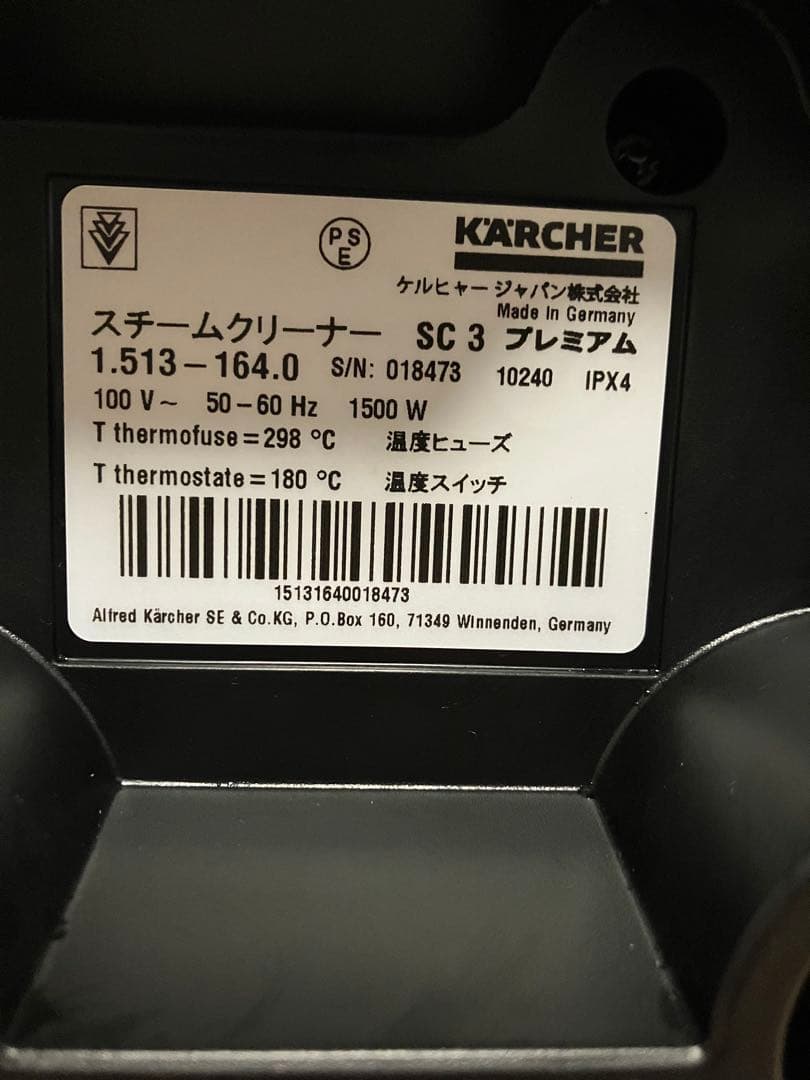 PSE
KÄRCHER
ケルヒャー ジャパン株式会社
Made in Germany
スチームクリーナー SC 3 プレミアム
1.513-164.0 S/N: 018473 10240 IPX4
100 V~ 50-60 Hz 1500 W
T thermofuse=298 °C 温度ヒューズ
T thermostate=180 °C 温度スイッチ
15131640018473
Alfred Kärcher SE & Co.KG, P.O.Box 160, 71349 Winnenden, Germany